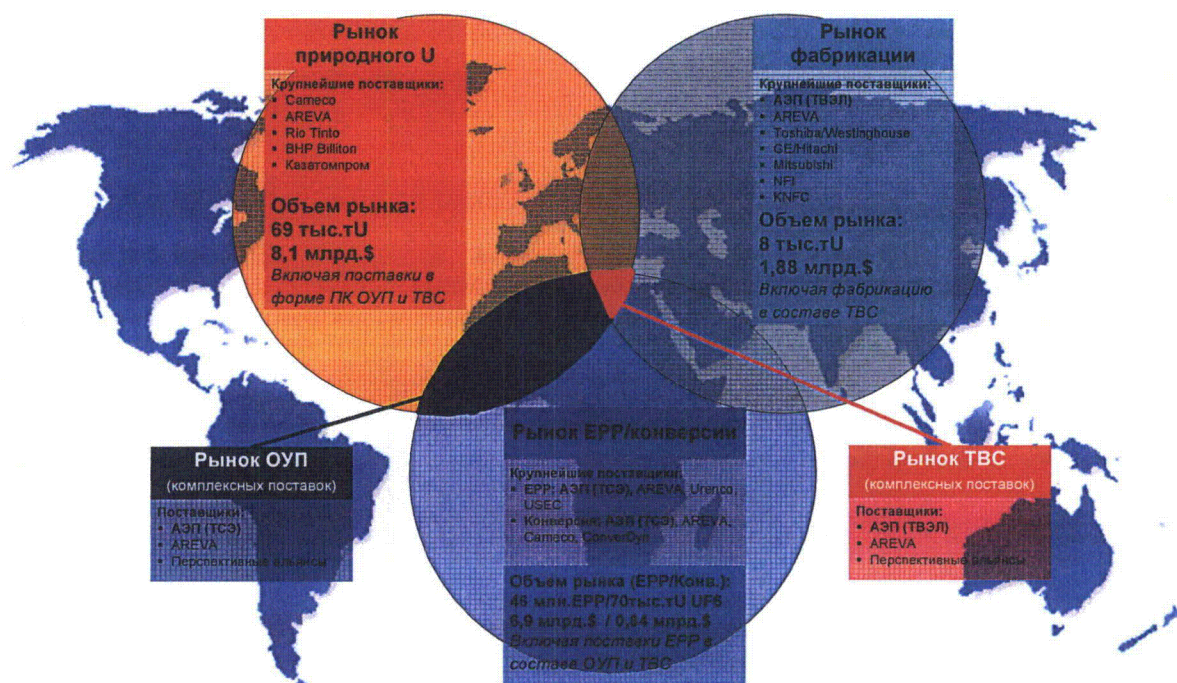 Рынок
природного U
Крупнейшие поставщики:
▪ Cameco
▪ AREVA
▪ Rio Tinto
▪ BHP Billiton
▪ Казатомпром
Объем рынка:
69 тыс.тU
8,1 млрд.$
Включая поставки в
форме ПК ОУП и ТВС
Рынок
фабрикации
Крупнейшие поставщики:
▪ АЭП (ТВЭЛ)
▪ AREVA
▪ Toshiba/Westinghouse
▪ GE/Hitachi
▪ Mitsubishi
▪ NFI
▪ KNFC
Объем рынка:
8 тыс.тU
1,88 млрд.$
Включая фабрикацию
в составе ТВС
Рынок ЕРР/конверсии
Крупнейшие поставщики:
▪ ЕРР: АЭП (ТСЭ), AREVA, Urenco,
USEC
▪ Конверсия: АЭП (ТСЭ), AREVA,
Cameco, ConverDyn
Объем рынка (ЕРР/Конв.):
46 млн.ЕРР/70тыс.тU UF6
6,9 млрд.$ / 0,84 млрд.$
Включая поставки ЕРР в
составе ОУП и ТВС
Рынок ОУП
(комплексных поставок)
Поставщики:
▪ АЭП (ТСЭ)
▪ AREVA
▪ Перспективные альянсы
Рынок ТВС
(комплексных поставок)
Поставщики:
▪ АЭП (ТВЭЛ)
▪ AREVA
▪ Перспективные альянсы